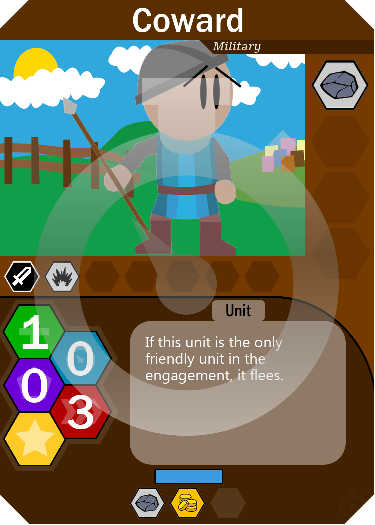 Coward
Military
Unit
1
0
0
3
If this unit is the only
friendly unit in the
engagement, it flees.